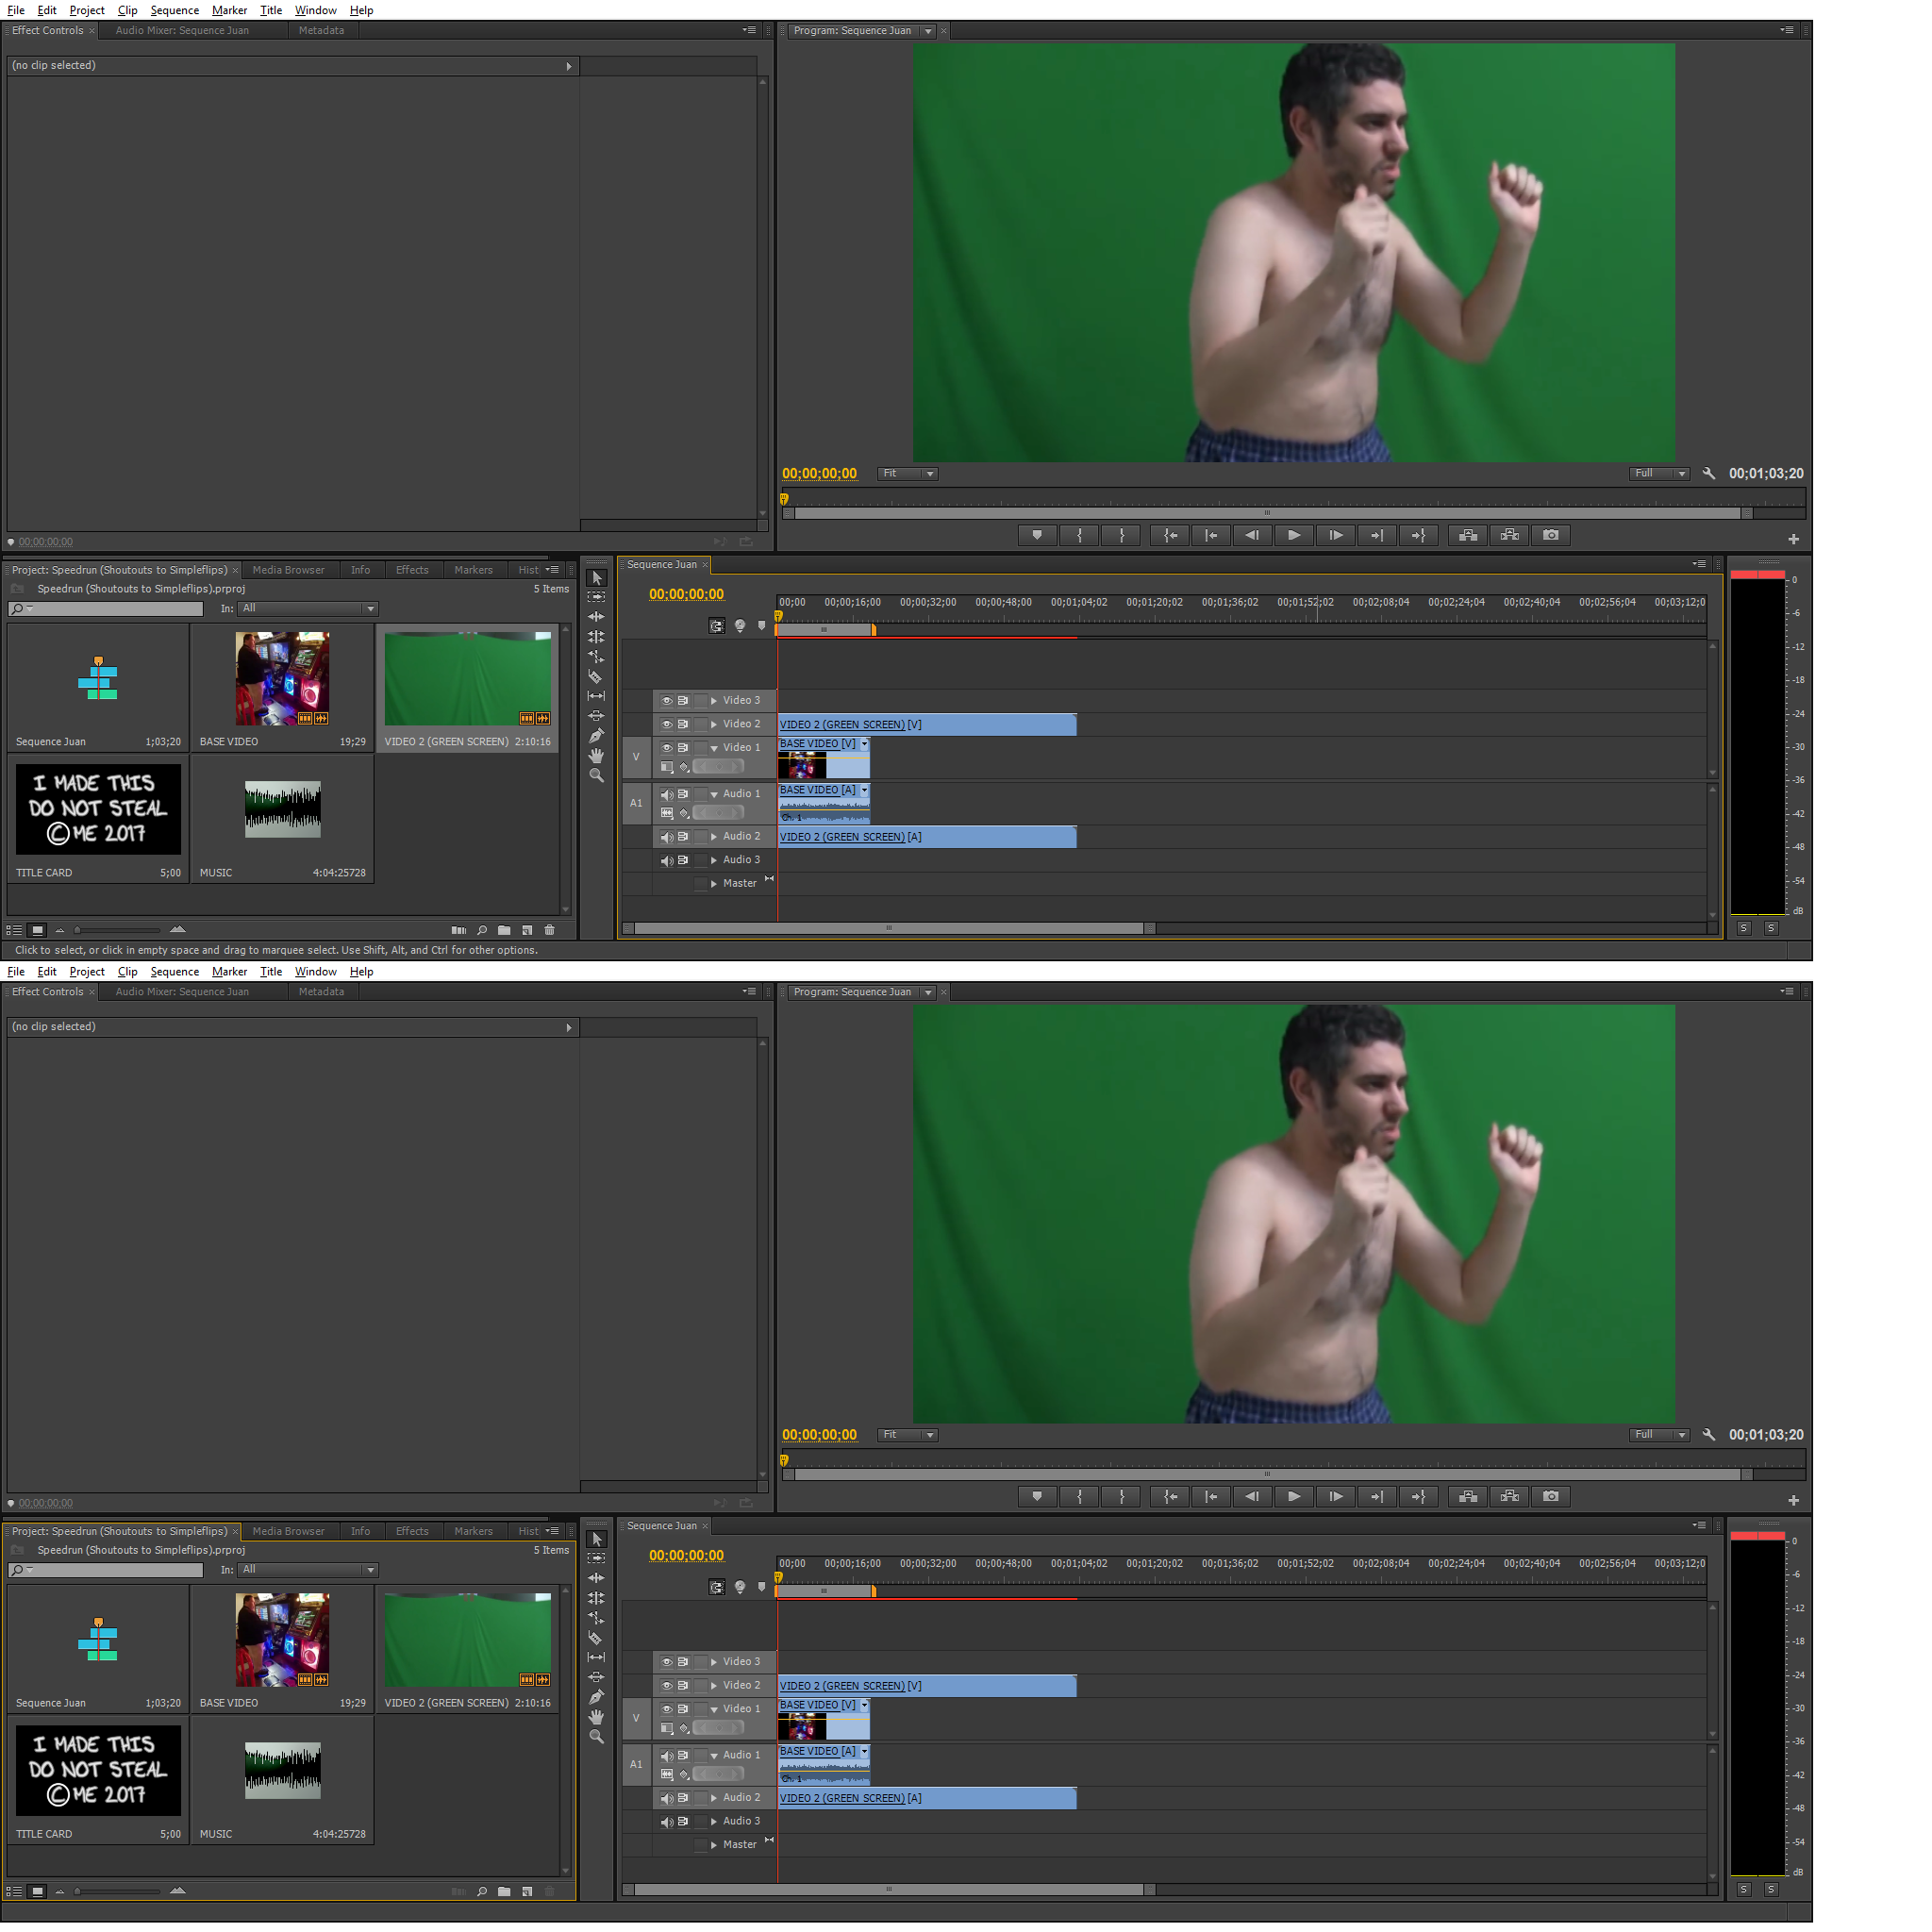 File Edit Project Clip Sequence Marker Title Window Help
Effect Controls × Audio Mixer: Sequence Juan Metadata
Program: Sequence Juan ×
(no clip selected)
00;00;00;00 Fit Full 00;01;03;20
00;00;00;00
Project: Speedrun (Shoutouts to Simpleflips) × Media Browser Info Effects Markers Hist
Speedrun (Shoutouts to Simpleflips).prproj 5 Items
In: All
Sequence Juan 1;03;20
BASE VIDEO 19;29
VIDEO 2 (GREEN SCREEN) 2:10:16
I MADE THIS
DO NOT STEAL
© ME 2017
TITLE CARD 5;00
MUSIC 4:04:25728
Sequence Juan ×
00;00;00;00
00;00 00;00;16;00 00;00;32;00 00;00;48;00 00;01;04;02 00;01;20;02 00;01;36;02 00;01;52;02 00;02;08;04 00;02;24;04 00;02;40;04 00;02;56;04 00;03;12;0
Video 3
Video 2 VIDEO 2 (GREEN SCREEN) [V]
V Video 1 BASE VIDEO [V]
A1 Audio 1 BASE VIDEO [A]
Ch. 1
Audio 2 VIDEO 2 (GREEN SCREEN) [A]
Audio 3
Master
0
-6
-12
-18
-24
-30
-36
-42
-48
-54
dB
S S
Click to select, or click in empty space and drag to marquee select. Use Shift, Alt, and Ctrl for other options.
File Edit Project Clip Sequence Marker Title Window Help
Effect Controls × Audio Mixer: Sequence Juan Metadata
Program: Sequence Juan ×
(no clip selected)
00;00;00;00 Fit Full 00;01;03;20
00;00;00;00
Project: Speedrun (Shoutouts to Simpleflips) × Media Browser Info Effects Markers Hist
Speedrun (Shoutouts to Simpleflips).prproj 5 Items
In: All
Sequence Juan 1;03;20
BASE VIDEO 19;29
VIDEO 2 (GREEN SCREEN) 2:10:16
I MADE THIS
DO NOT STEAL
© ME 2017
TITLE CARD 5;00
MUSIC 4:04:25728
Sequence Juan ×
00;00;00;00
00;00 00;00;16;00 00;00;32;00 00;00;48;00 00;01;04;02 00;01;20;02 00;01;36;02 00;01;52;02 00;02;08;04 00;02;24;04 00;02;40;04 00;02;56;04 00;03;12;0
Video 3
Video 2 VIDEO 2 (GREEN SCREEN) [V]
V Video 1 BASE VIDEO [V]
A1 Audio 1 BASE VIDEO [A]
Ch. 1
Audio 2 VIDEO 2 (GREEN SCREEN) [A]
Audio 3
Master
0
-6
-12
-18
-24
-30
-36
-42
-48
-54
dB
S S